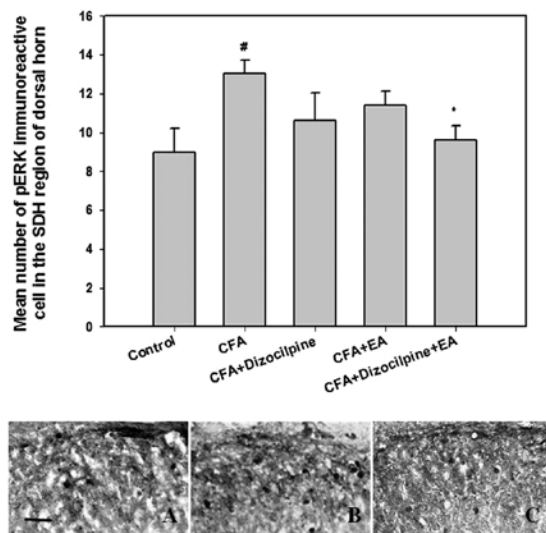 Mean number of pERK immunoreactive
cell in the SDH region of dorsal horn
16
14
12
10
8
6
4
2
0
#
*
Control
CFA
CFA+Dizocilpine
CFA+EA
CFA+Dizocilpine+EA
A
B
C